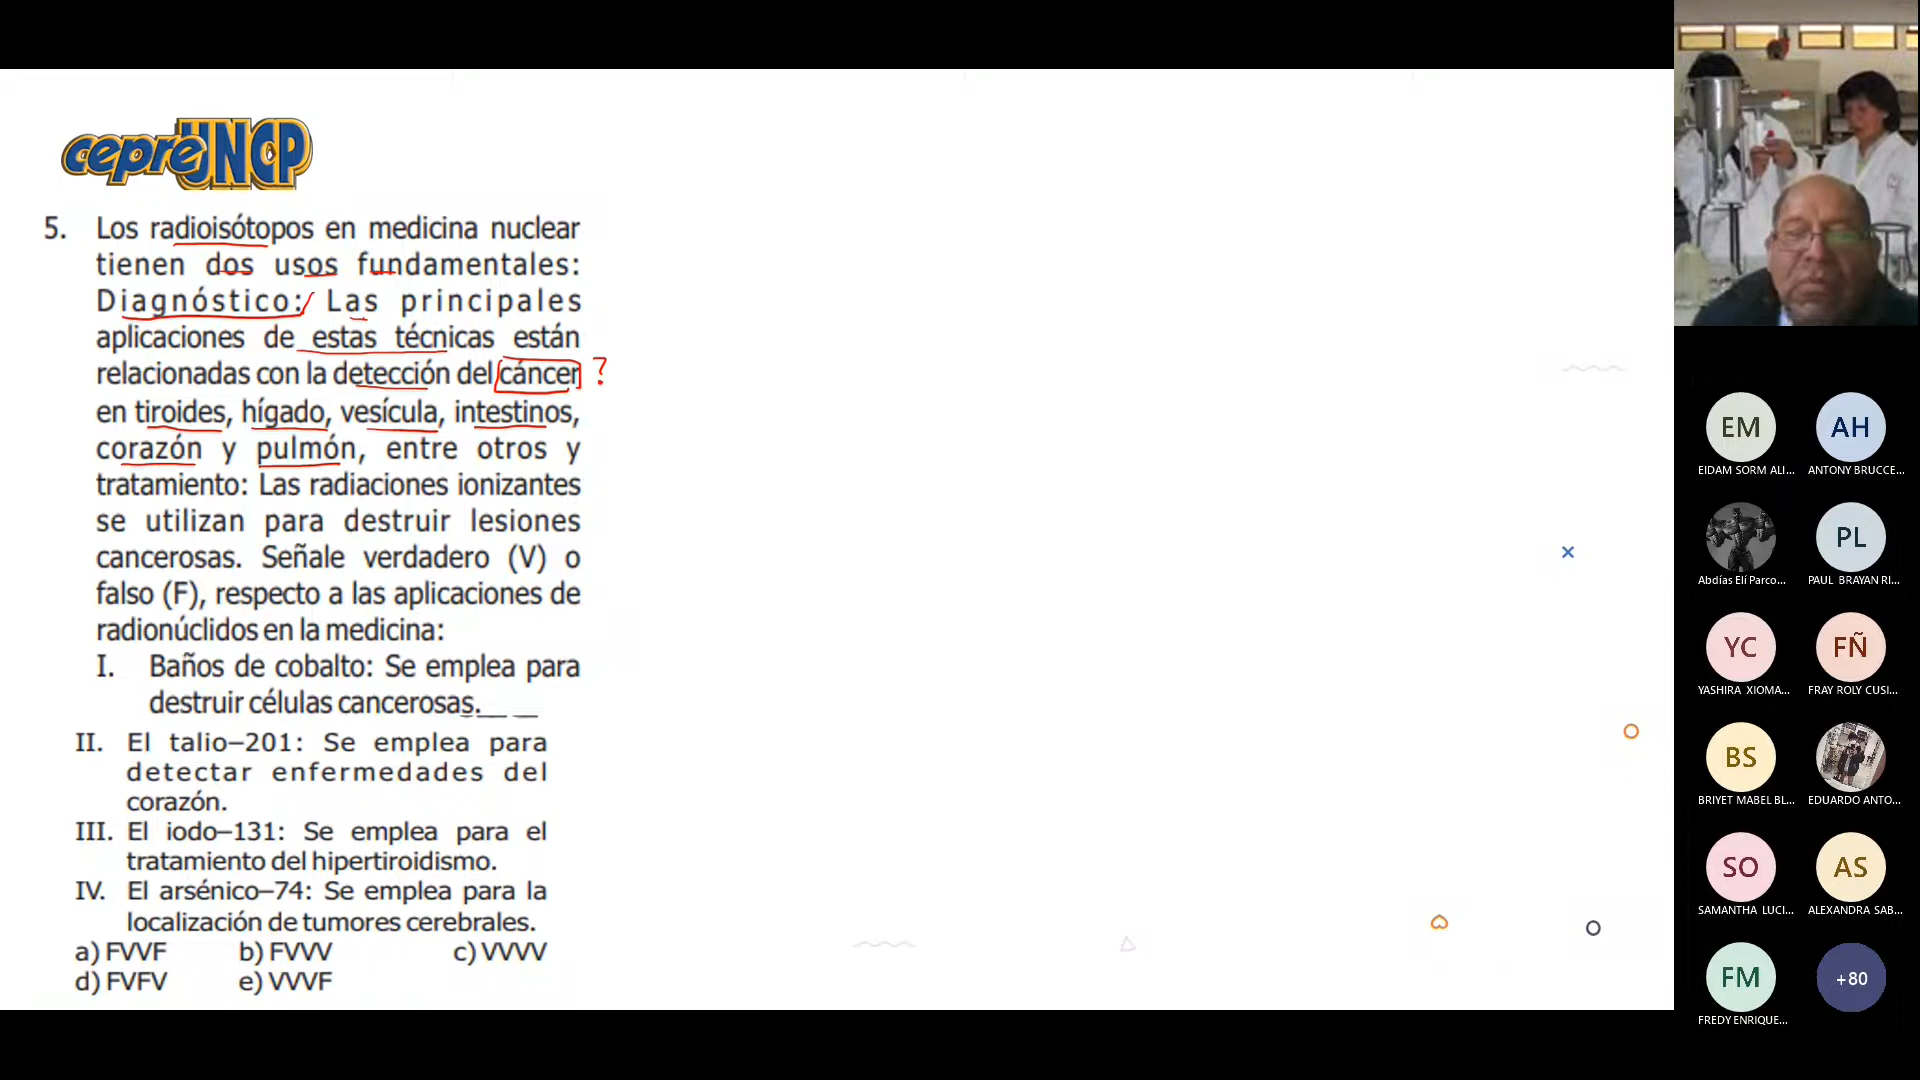 cepre UNCP
5. Los radioisótopos en medicina nuclear
tienen dos usos fundamentales:
Diagnóstico: Las principales
aplicaciones de estas técnicas están
relacionadas con la detección del cáncer ?
en tiroides, hígado, vesícula, intestinos,
corazón y pulmón, entre otros y
tratamiento: Las radiaciones ionizantes
se utilizan para destruir lesiones
cancerosas. Señale verdadero (V) o
falso (F), respecto a las aplicaciones de
radionúclidos en la medicina:
I. Baños de cobalto: Se emplea para
destruir células cancerosas.
II. El talio–201: Se emplea para
detectar enfermedades del
corazón.
III. El iodo–131: Se emplea para el
tratamiento del hipertiroidismo.
IV. El arsénico–74: Se emplea para la
localización de tumores cerebrales.
a) FVVF b) FVVV c) VVVV
d) FVFV e) VVVF
EM AH
EIDAM SORM ALI... ANTONY BRUCCE...
PL
Abdías Elí Parco... PAUL BRAYAN RI...
YC FÑ
YASHIRA XIOMA... FRAY ROLY CUSI...
BS
BRIYET MABEL BL... EDUARDO ANTO...
SO AS
SAMANTHA LUCI... ALEXANDRA SAB...
FM +80
FREDY ENRIQUE...